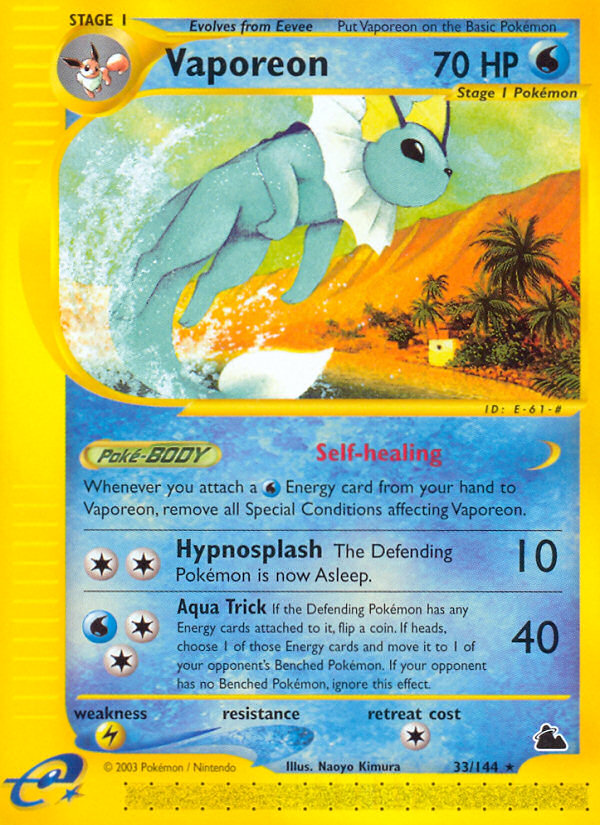 STAGE 1
Evolves from Eevee
Put Vaporeon on the Basic Pokémon
Vaporeon
70 HP
Stage 1 Pokémon
ID: E-61-#
Poké-BODY
Self-healing
Whenever you attach a Energy card from your hand to
Vaporeon, remove all Special Conditions affecting Vaporeon.
Hypnosplash The Defending
Pokémon is now Asleep.
10
Aqua Trick If the Defending Pokémon has any
Energy cards attached to it, flip a coin. If heads,
choose 1 of those Energy cards and move it to 1 of
your opponent's Benched Pokémon. If your opponent
has no Benched Pokémon, ignore this effect.
40
weakness
resistance
retreat cost
© 2003 Pokémon / Nintendo
Illus. Naoyo Kimura
33/144 ★
e